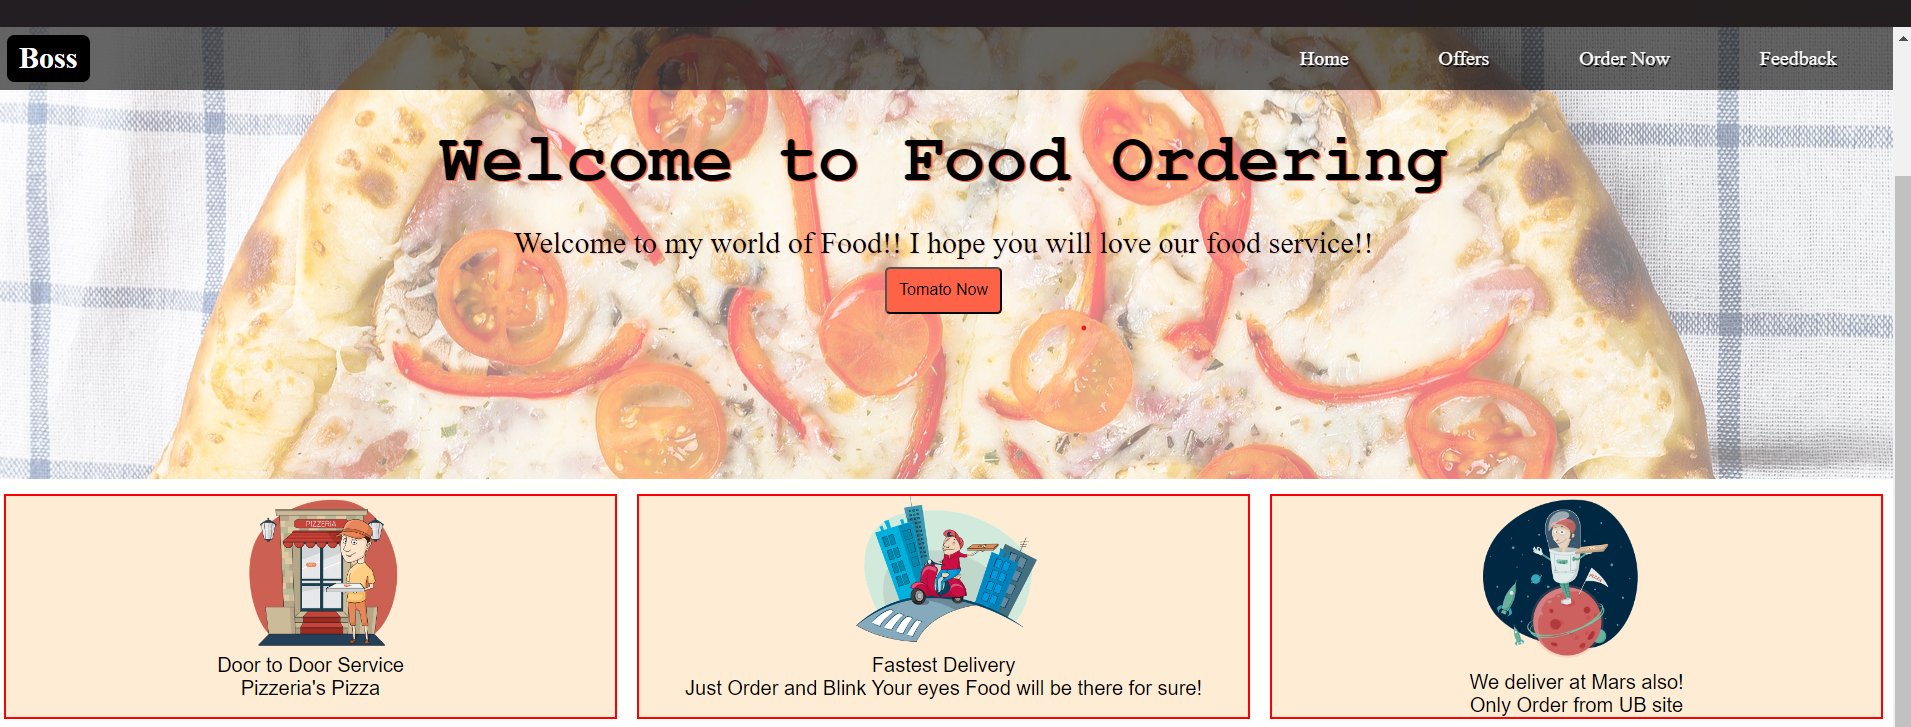 Boss
Home
Offers
Order Now
Feedback
Welcome to Food Ordering
Welcome to my world of Food!! I hope you will love our food service!!
Tomato Now
PIZZERIA
Door to Door Service
Pizzeria's Pizza
Fastest Delivery
Just Order and Blink Your eyes Food will be there for sure!
We deliver at Mars also!
Only Order from UB site